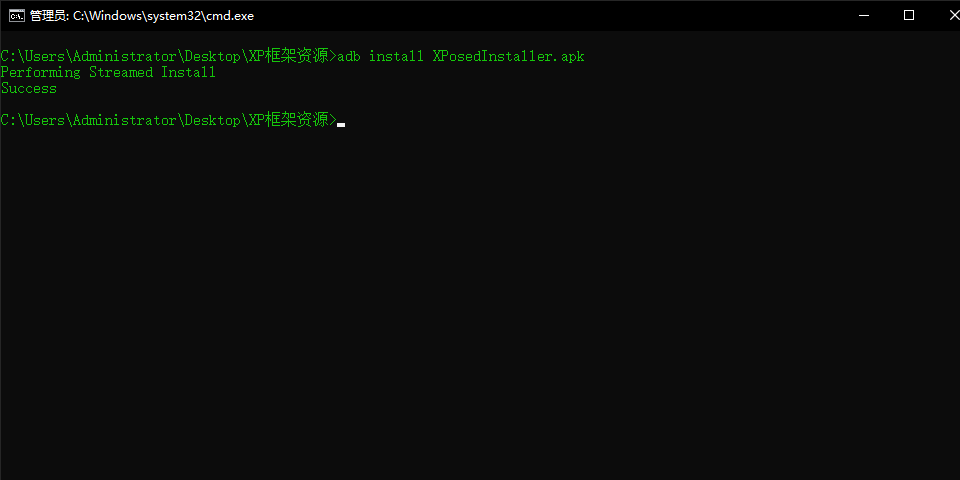 管理员: C:\Windows\system32\cmd.exe
C:\Users\Administrator\Desktop\XP框架资源>adb install XPosedInstaller.apk
Performing Streamed Install
Success
C:\Users\Administrator\Desktop\XP框架资源>